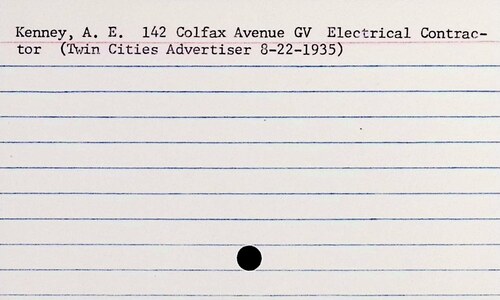 Kenney, A. E.  142 Colfax Avenue GV  Electrical Contrac-
tor  (Twin Cities Advertiser 8-22-1935)